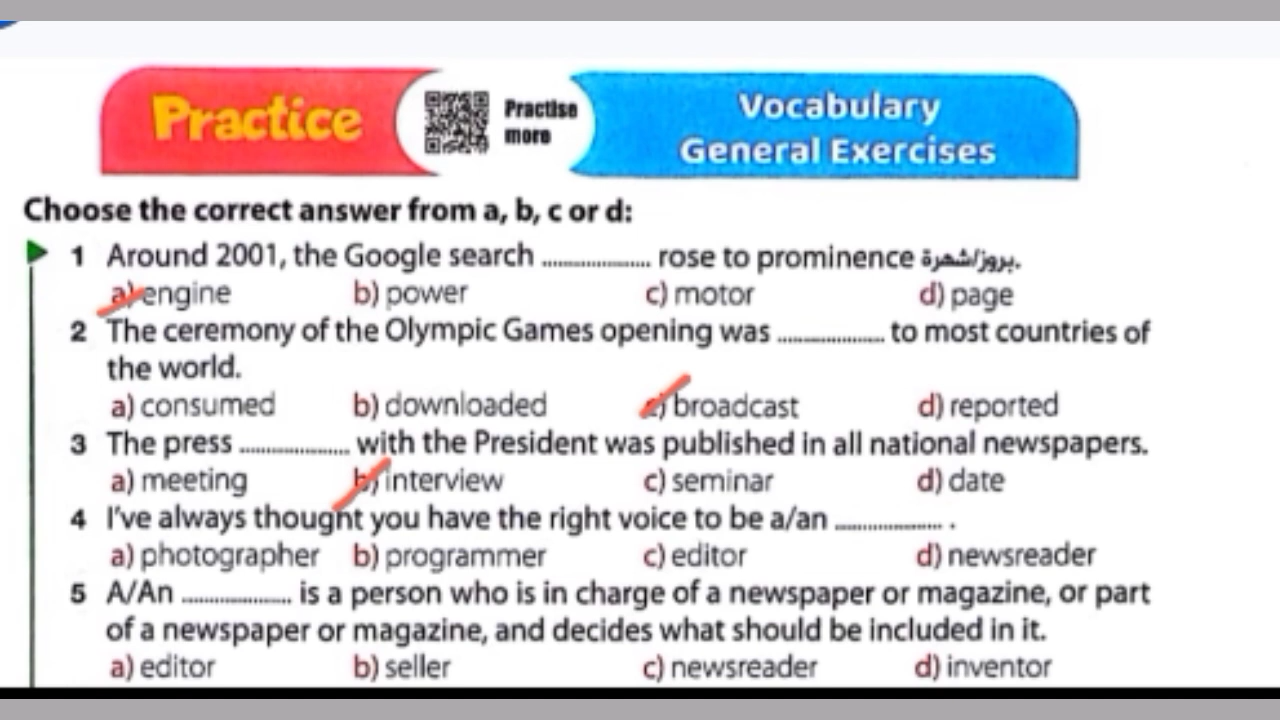 Practice
Practise
more
Vocabulary
General Exercises
Choose the correct answer from a, b, c or d:
1 Around 2001, the Google search .................... rose to prominence بروز/شهرة.
a) engine b) power c) motor d) page
2 The ceremony of the Olympic Games opening was .................... to most countries of
the world.
a) consumed b) downloaded c) broadcast d) reported
3 The press .................... with the President was published in all national newspapers.
a) meeting b) interview c) seminar d) date
4 I've always thought you have the right voice to be a/an .................... .
a) photographer b) programmer c) editor d) newsreader
5 A/An .................... is a person who is in charge of a newspaper or magazine, or part
of a newspaper or magazine, and decides what should be included in it.
a) editor b) seller c) newsreader d) inventor